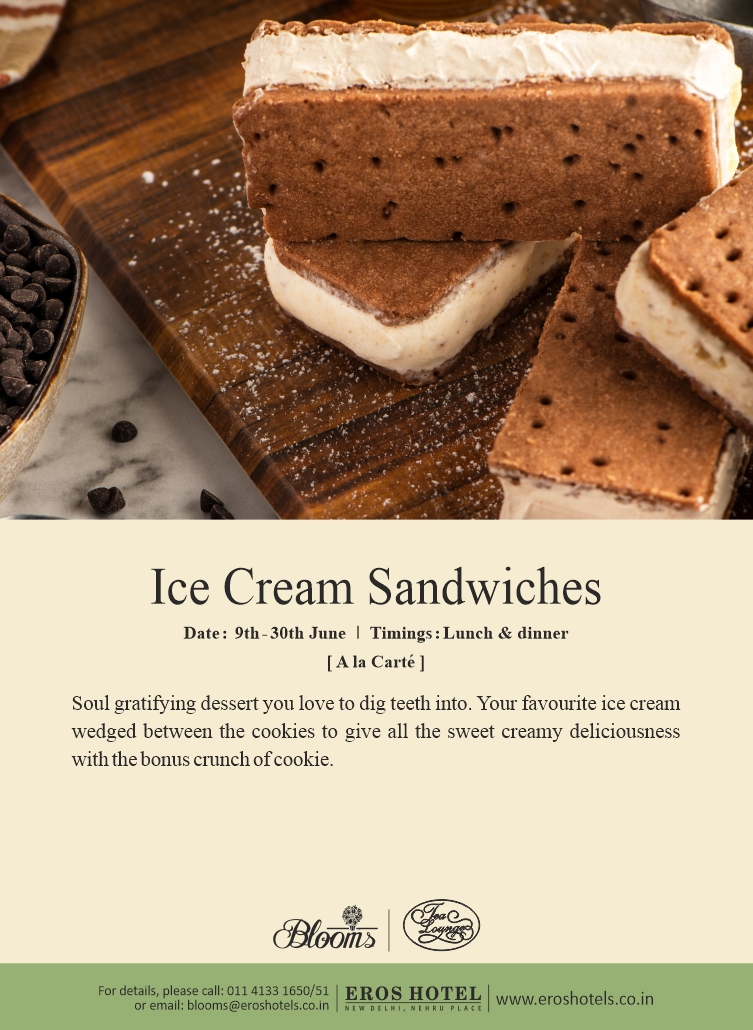 Ice Cream Sandwiches
Date: 9th-30th June | Timings: Lunch & dinner
[ A la Carté ]
Soul gratifying dessert you love to dig teeth into. Your favourite ice cream
wedged between the cookies to give all the sweet creamy deliciousness
with the bonus crunch of cookie.
Blooms | Tea Lounge
For details, please call: 011 4133 1650/51
or email: blooms@eroshotels.co.in
EROS HOTEL
NEW DELHI, NEHRU PLACE
www.eroshotels.co.in